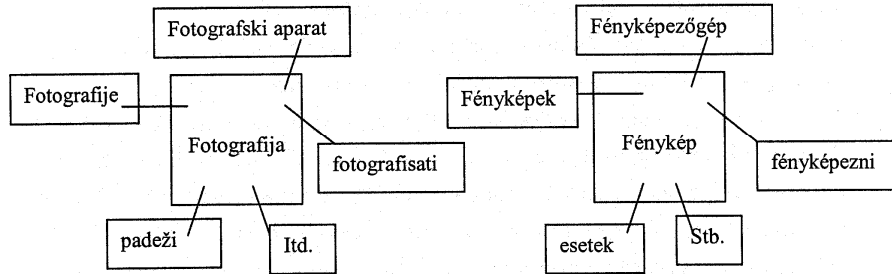 Fotografski aparat
Fotografije
Fotografija
fotografisati
padeži
Itd.
Fényképezőgép
Fényképek
Fénykép
fényképezni
esetek
Stb.